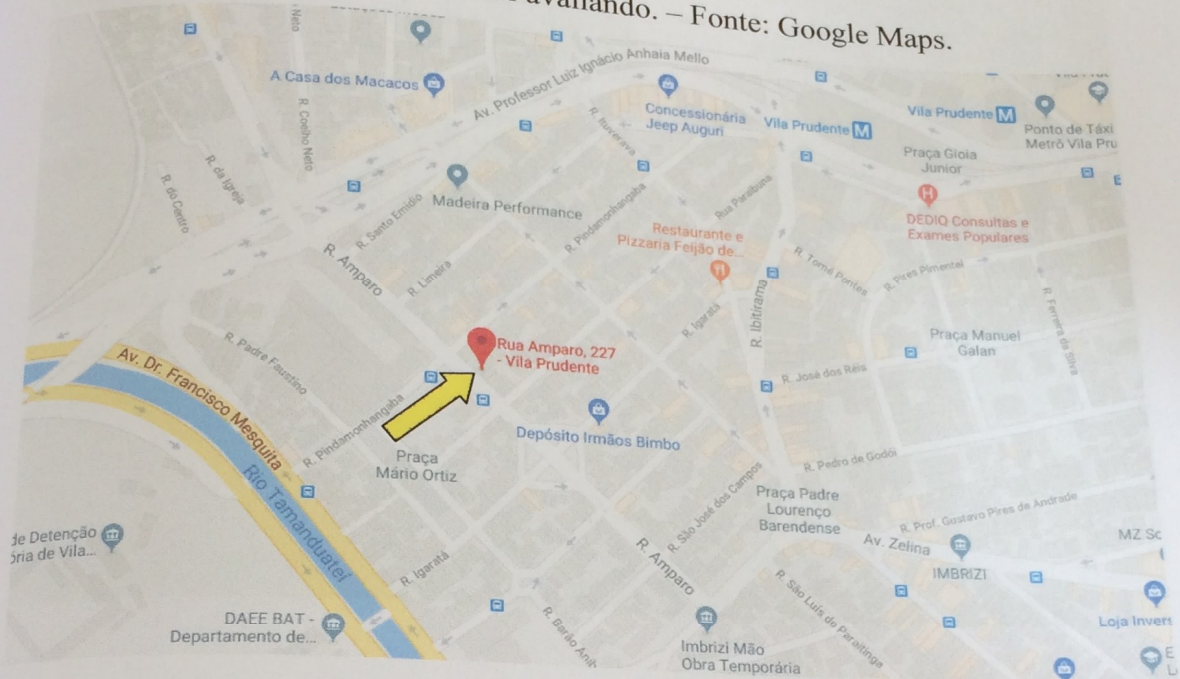 avaliando. – Fonte: Google Maps.
Neto
A Casa dos Macacos
Av. Professor Luiz Ignácio Anhaia Mello
R. Coelho Neto
R. da Igreja
R. do Centro
Concessionária
Jeep Auguri
R. Ituverava
Vila Prudente
M
Vila Prudente
M
Ponto de Táxi
Metrô Vila Pru
Praça Gioia
Junior
Madeira Performance
R. Santo Emídio
R. Pindamonhangaba
Rua Paraibuna
DEDIQ Consultas e
Exames Populares
H
Restaurante e
Pizzaria Feijão de...
R. Amparo
R. Limeira
R. Tomé Pontes
R. Pires Pimentel
R. Ibitirama
R. Igaratá
R. Ferreira da Silva
Praça Manuel
Galan
R. Padre Faustino
Rua Amparo, 227
- Vila Prudente
R. José dos Réis
Av. Dr. Francisco Mesquita
Rio Tamanduateí
R. Pindamonhangaba
Praça
Mário Ortiz
Depósito Irmãos Bimbo
R. Pedro de Godói
R. São José dos Campos
Praça Padre
Lourenço
Barendense
R. Prof. Gustavo Pires de Andrade
Av. Zelina
IMBRIZI
MZ Sc
de Detenção
ória de Vila...
R. Igaratá
R. Amparo
R. São Luís do Paraitinga
DAEE BAT -
Departamento de...
R. Barão Anh
Imbrizi Mão
Obra Temporária
Loja Invers
E